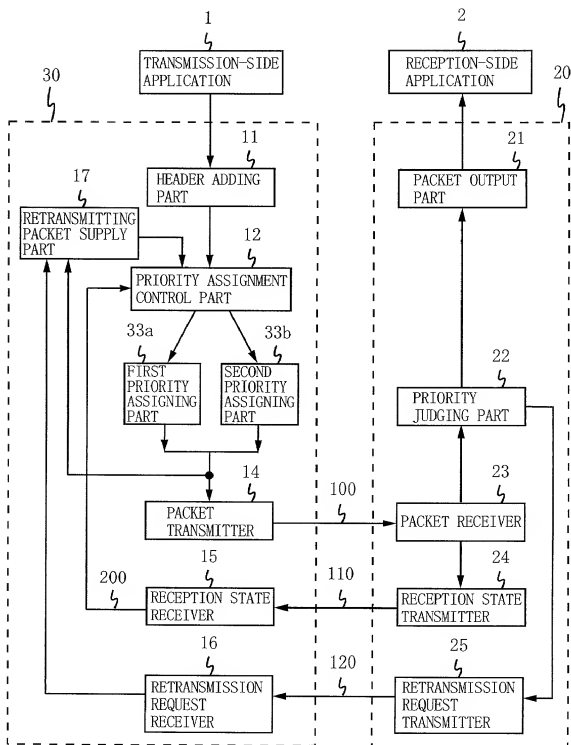 1
TRANSMISSION-SIDE
APPLICATION
2
RECEPTION-SIDE
APPLICATION
30
20
11
HEADER ADDING
PART
21
PACKET OUTPUT
PART
17
RETRANSMITTING
PACKET SUPPLY
PART
12
PRIORITY ASSIGNMENT
CONTROL PART
33a
FIRST
PRIORITY
ASSIGNING
PART
33b
SECOND
PRIORITY
ASSIGNING
PART
22
PRIORITY
JUDGING PART
14
PACKET
TRANSMITTER
100
23
PACKET RECEIVER
200
15
RECEPTION STATE
RECEIVER
110
24
RECEPTION STATE
TRANSMITTER
16
RETRANSMISSION
REQUEST
RECEIVER
120
25
RETRANSMISSION
REQUEST
TRANSMITTER